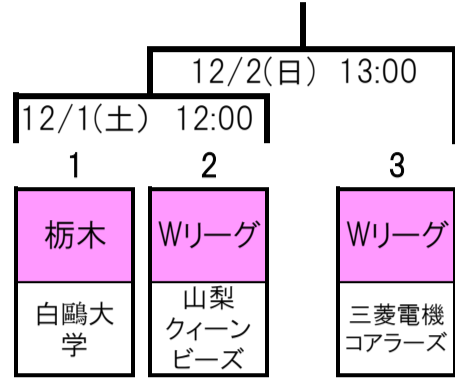 12/2(日) 13:00
12/1(土) 12:00
1 2 3
栃木 Wリーグ Wリーグ
白鷗大
学
山梨
クィーン
ビーズ
三菱電機
コアラーズ